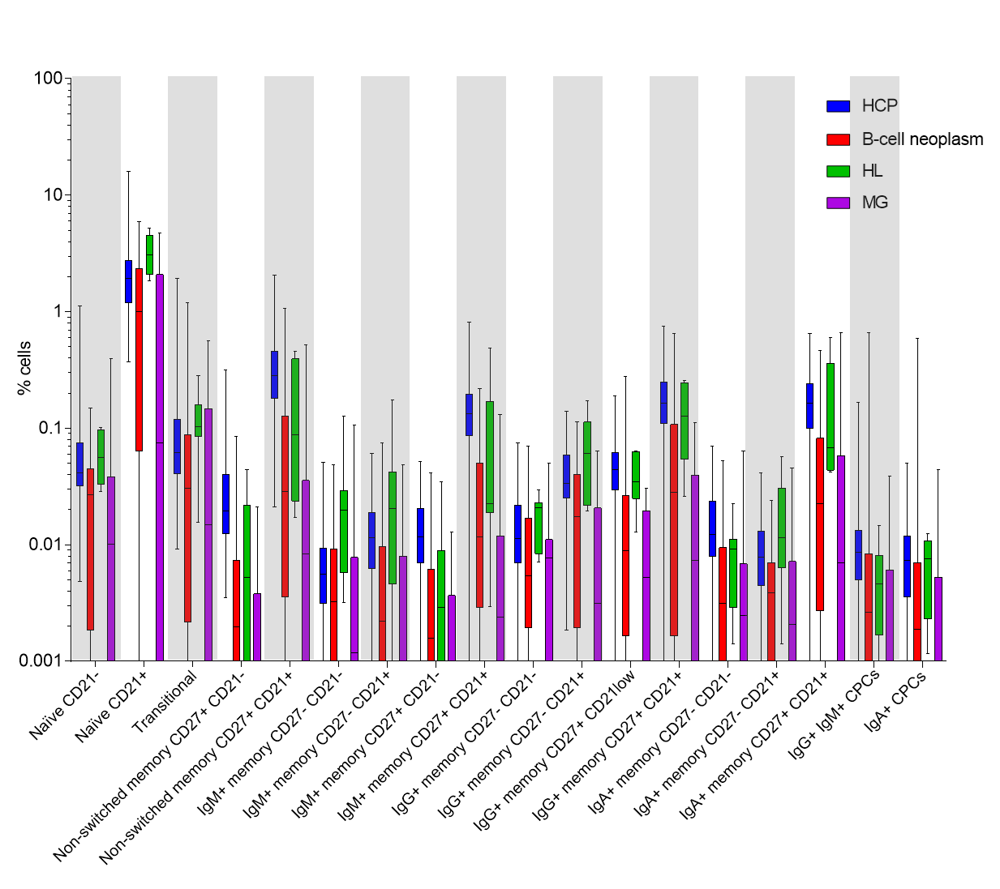 100
10
1
0.1
0.01
0.001
% cells
HCP
B-cell neoplasm
HL
MG
Naïve CD21-
Naïve CD21+
Transitional
Non-switched memory CD27+ CD21-
Non-switched memory CD27+ CD21+
IgM+ memory CD27- CD21-
IgM+ memory CD27- CD21+
IgM+ memory CD27+ CD21-
IgM+ memory CD27+ CD21+
IgG+ memory CD27- CD21-
IgG+ memory CD27- CD21+
IgG+ memory CD27+ CD21low
IgG+ memory CD27+ CD21+
IgA+ memory CD27- CD21-
IgA+ memory CD27- CD21+
IgA+ memory CD27+ CD21+
IgG+ IgM+ CPCs
IgA+ CPCs